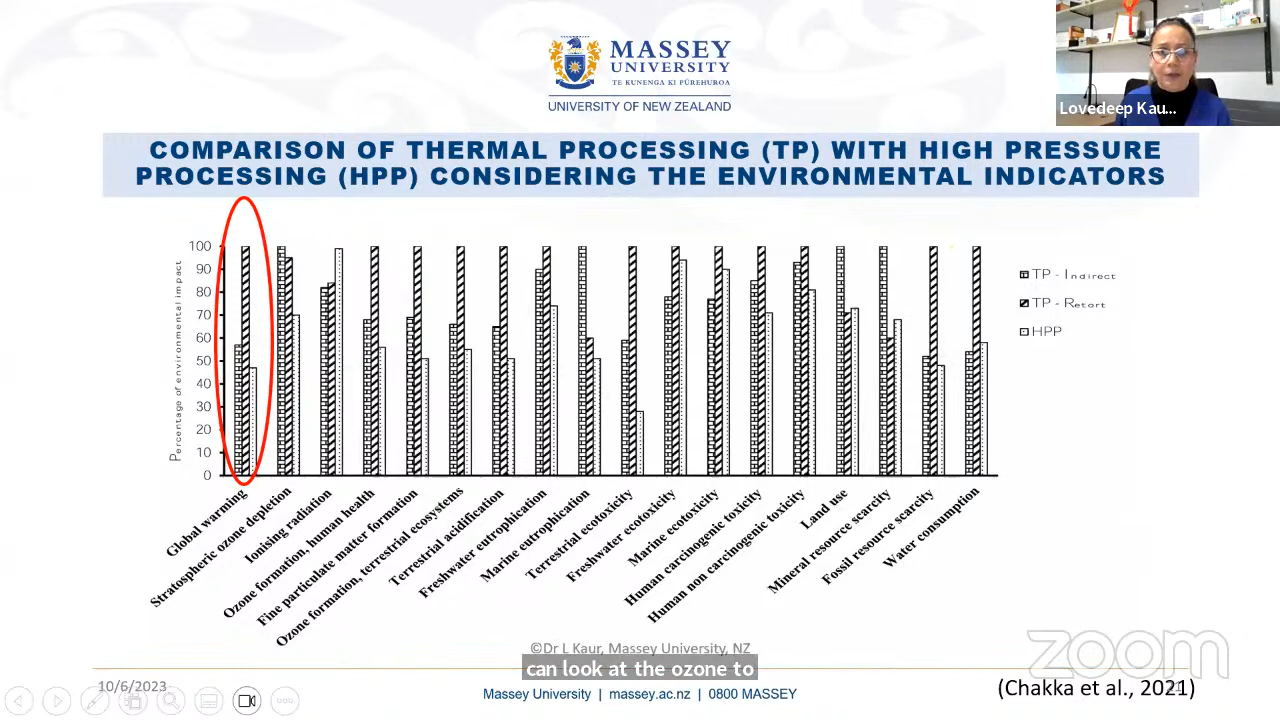 MASSEY
UNIVERSITY
TE KUNENGA KI PŪREHUROA
UNIVERSITY OF NEW ZEALAND
Lovedeep Kau...
COMPARISON OF THERMAL PROCESSING (TP) WITH HIGH PRESSURE
PROCESSING (HPP) CONSIDERING THE ENVIRONMENTAL INDICATORS
Percentage of environmental impact
100
90
80
70
60
50
40
30
20
10
0
TP - Indirect
TP - Retort
HPP
Global warming
Stratospheric ozone depletion
Ionising radiation
Ozone formation, human health
Fine particulate matter formation
Ozone formation, terrestrial ecosystems
Terrestrial acidification
Freshwater eutrophication
Marine eutrophication
Terrestrial ecotoxicity
Freshwater ecotoxicity
Marine ecotoxicity
Human carcinogenic toxicity
Human non carcinogenic toxicity
Land use
Mineral resource scarcity
Fossil resource scarcity
Water consumption
©Dr L Kaur, Massey University, NZ
can look at the ozone to
zoom
10/6/2023
Massey University | massey.ac.nz | 0800 MASSEY
(Chakka et al., 2021)